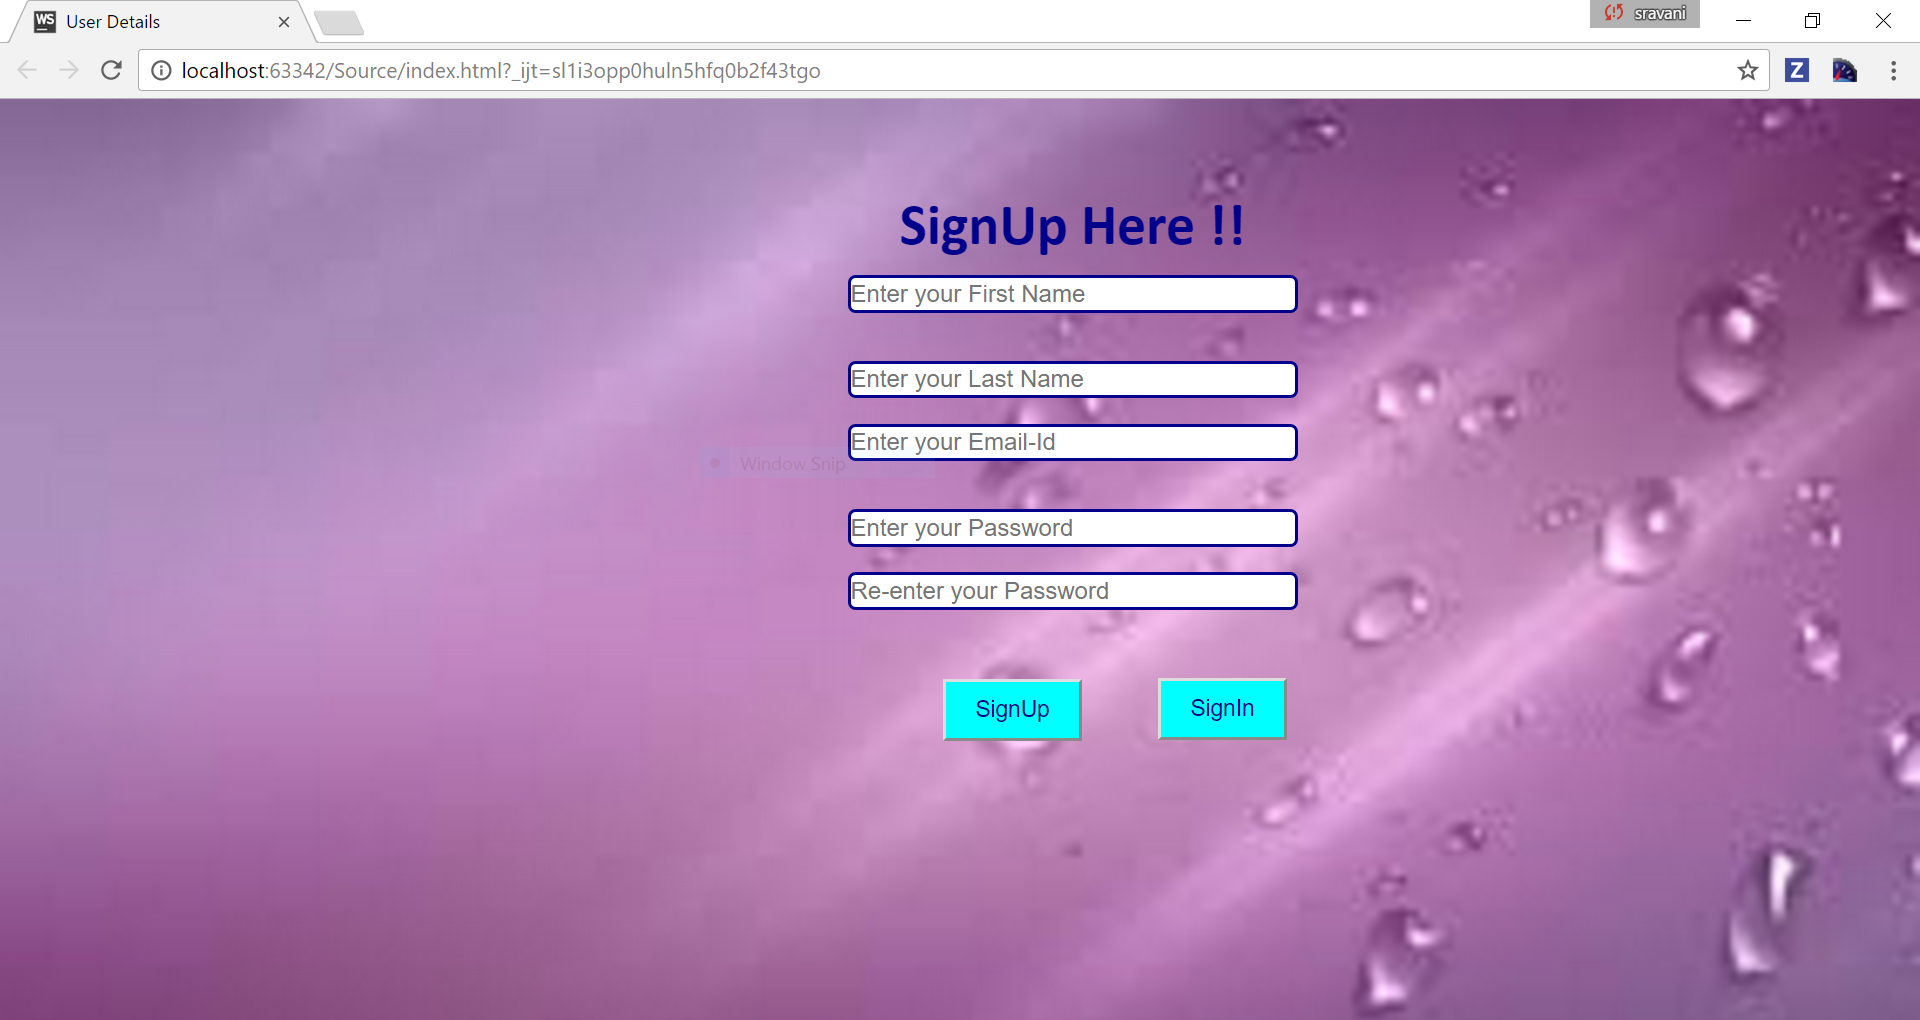 WS User Details
sravani
localhost:63342/Source/index.html?_ijt=sl1i3opp0huln5hfq0b2f43tgo
Z
SignUp Here !!
Enter your First Name
Enter your Last Name
Enter your Email-Id
Window Snip
Enter your Password
Re-enter your Password
SignUp SignIn